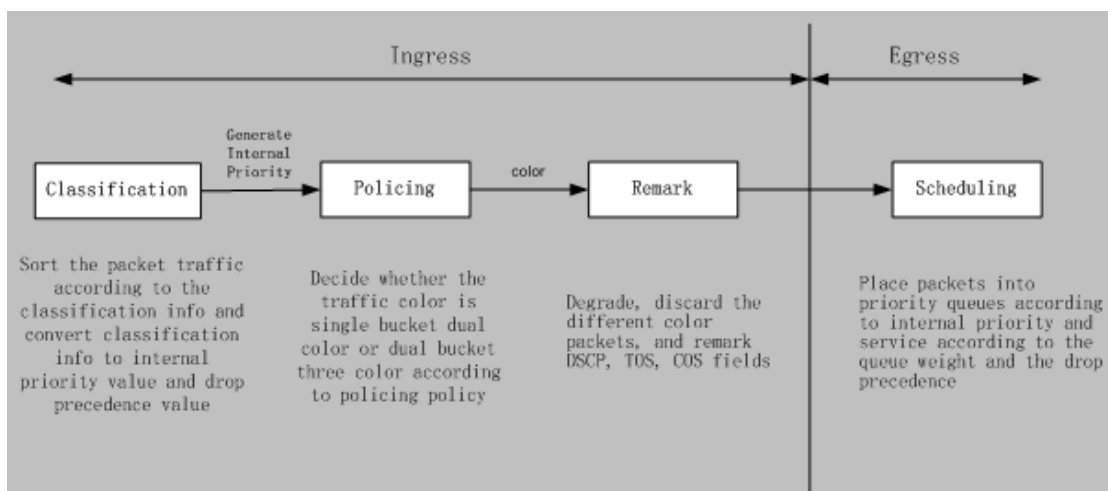 Ingress
Egress
Generate
Internal
Priority
color
Classification
Policing
Remark
Scheduling
Sort the packet traffic
according to the
classification info and
convert classification
info to internal
priority value and drop
precedence value
Decide whether the
traffic color is
single bucket dual
color or dual bucket
three color according
to policing policy
Degrade, discard the
different color
packets, and remark
DSCP, TOS, COS fields
Place packets into
priority queues according
to internal priority and
service according to the
queue weight and the drop
precedence